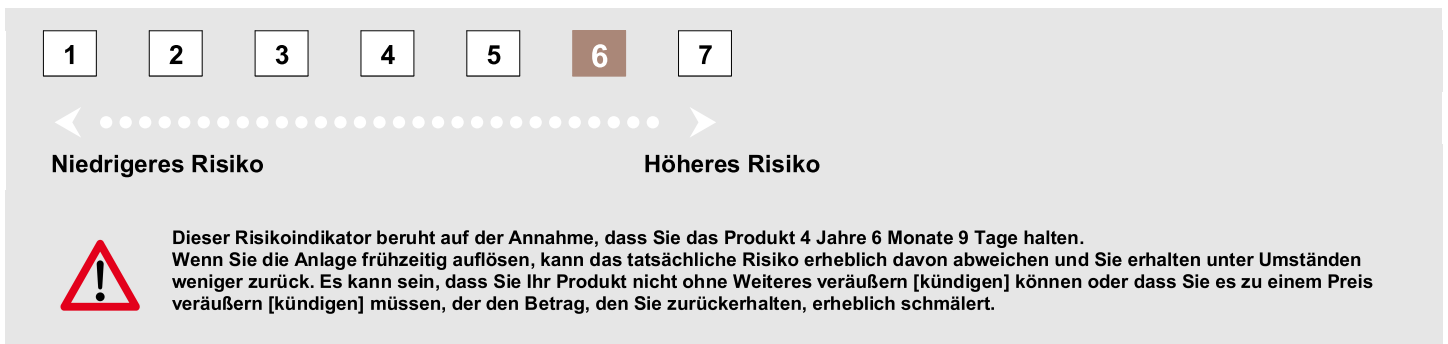 1 2 3 4 5 6 7
Niedrigeres Risiko Höheres Risiko
Dieser Risikoindikator beruht auf der Annahme, dass Sie das Produkt 4 Jahre 6 Monate 9 Tage halten.
Wenn Sie die Anlage frühzeitig auflösen, kann das tatsächliche Risiko erheblich davon abweichen und Sie erhalten unter Umständen
weniger zurück. Es kann sein, dass Sie Ihr Produkt nicht ohne Weiteres veräußern [kündigen] können oder dass Sie es zu einem Preis
veräußern [kündigen] müssen, der den Betrag, den Sie zurückerhalten, erheblich schmälert.